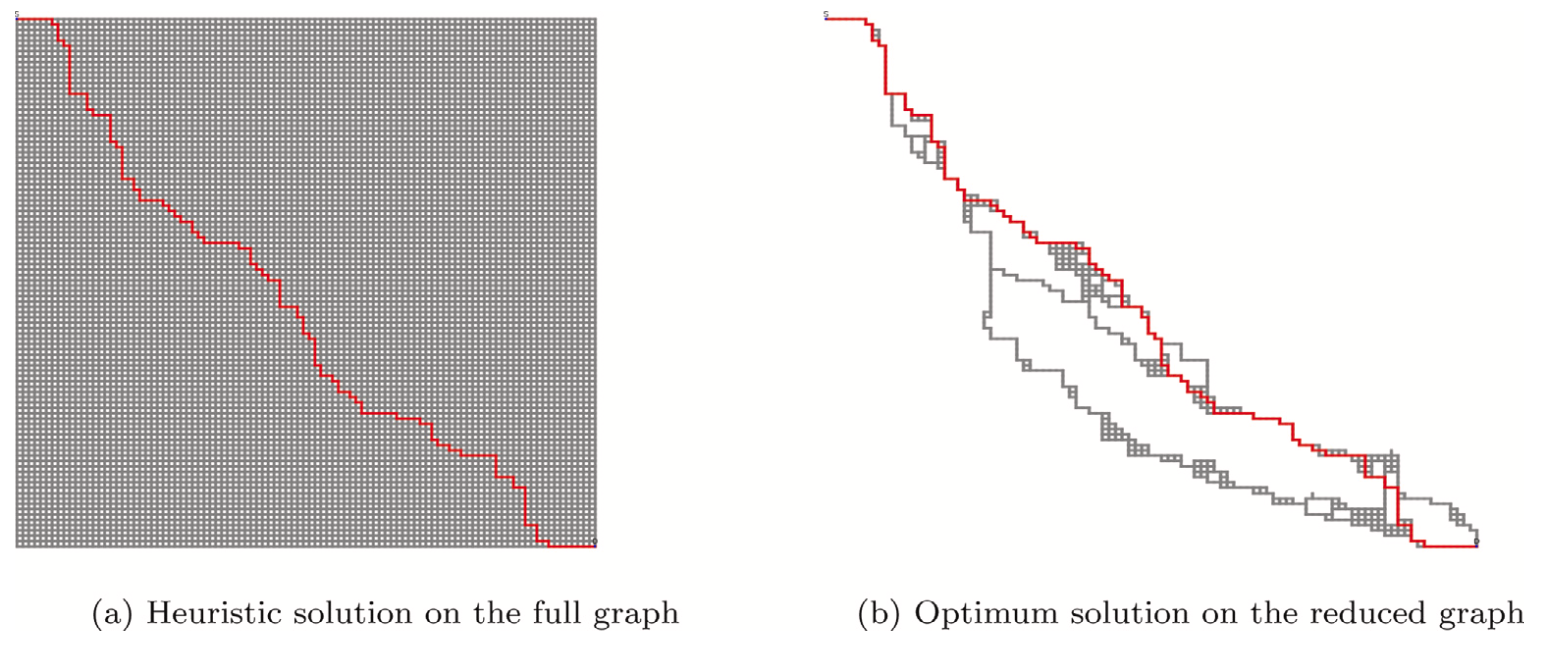 S
S
(a) Heuristic solution on the full graph
(b) Optimum solution on the reduced graph